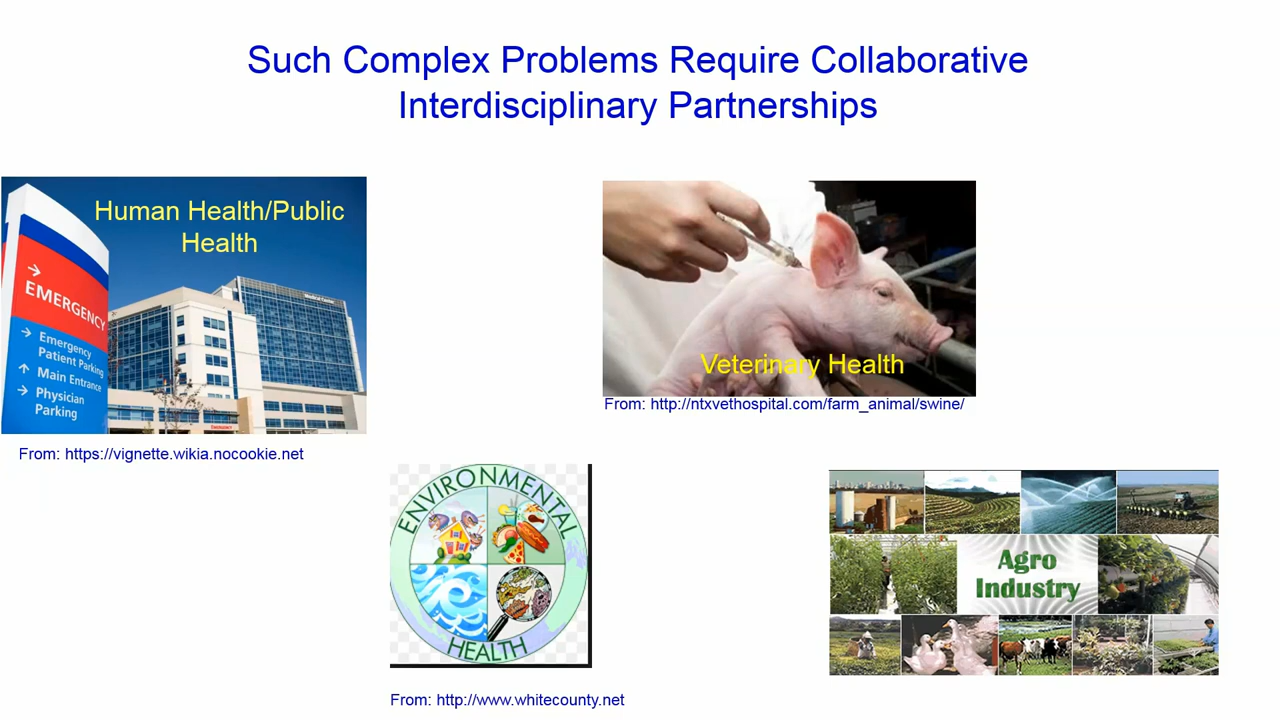 Such Complex Problems Require Collaborative
Interdisciplinary Partnerships
Human Health/Public
Health
EMERGENCY
Emergency
Patient Parking
Main Entrance
Physician
Parking
Medical Center
From: https://vignette.wikia.nocookie.net
Veterinary Health
From: http://ntxvethospital.com/farm_animal/swine/
ENVIRONMENTAL
HEALTH
From: http://www.whitecounty.net
Agro
Industry